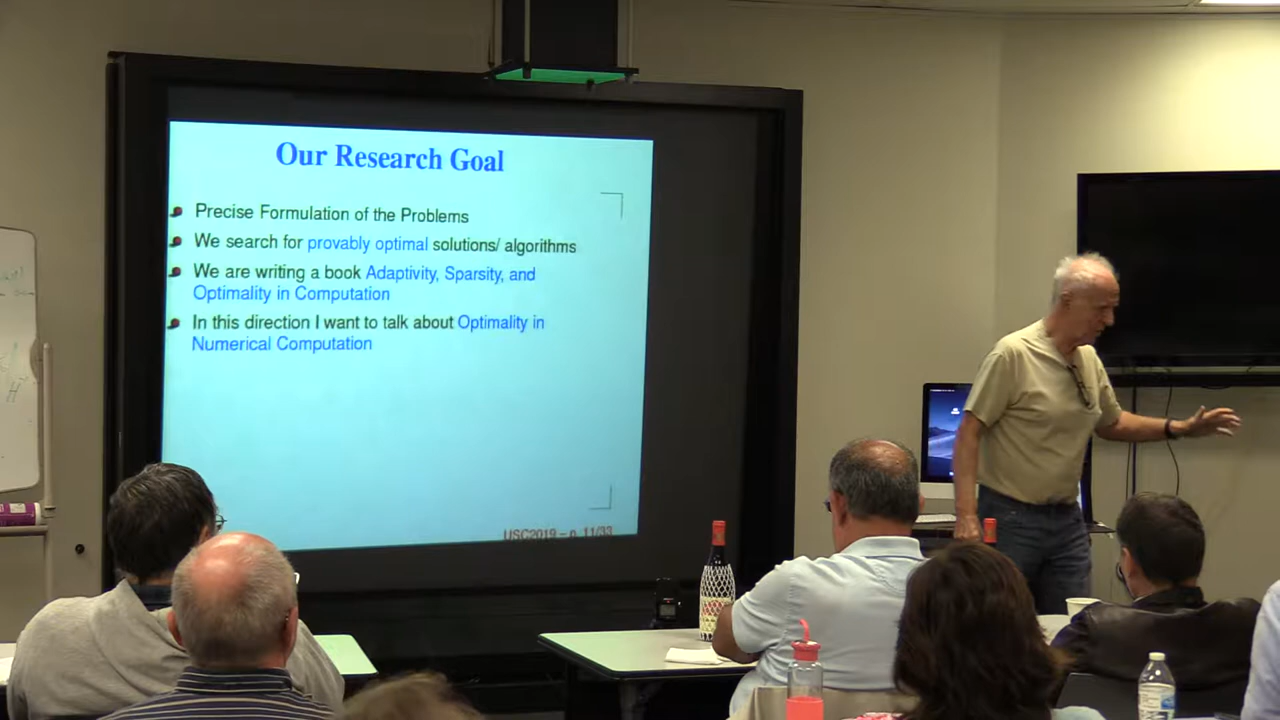 Our Research Goal
Precise Formulation of the Problems
We search for provably optimal solutions/ algorithms
We are writing a book Adaptivity, Sparsity, and
Optimality in Computation
In this direction I want to talk about Optimality in
Numerical Computation
USC2019 – p. 11/33